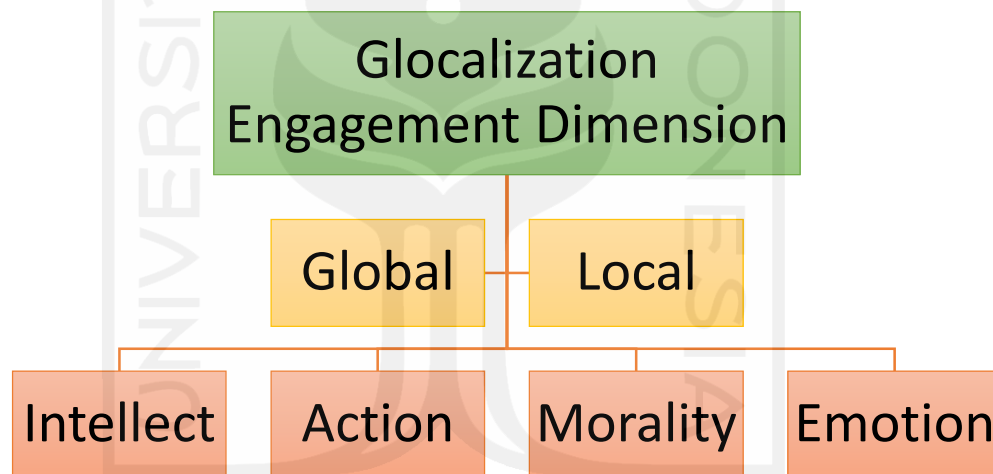 Glocalization
Engagement Dimension
Global
Local
Intellect
Action
Morality
Emotion